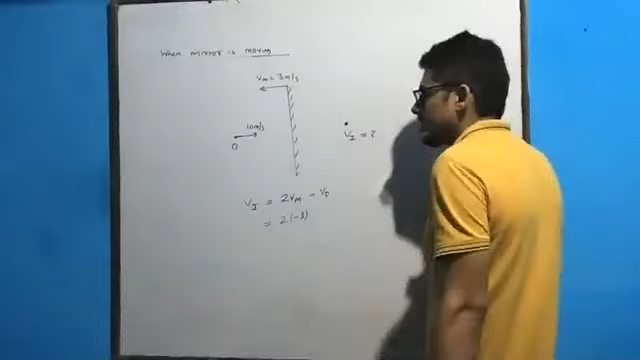 When mirror is moving
Vm = 3 m/s
10 m/s
O
VI = ?
VI = 2Vm - VO
= 2(-3)